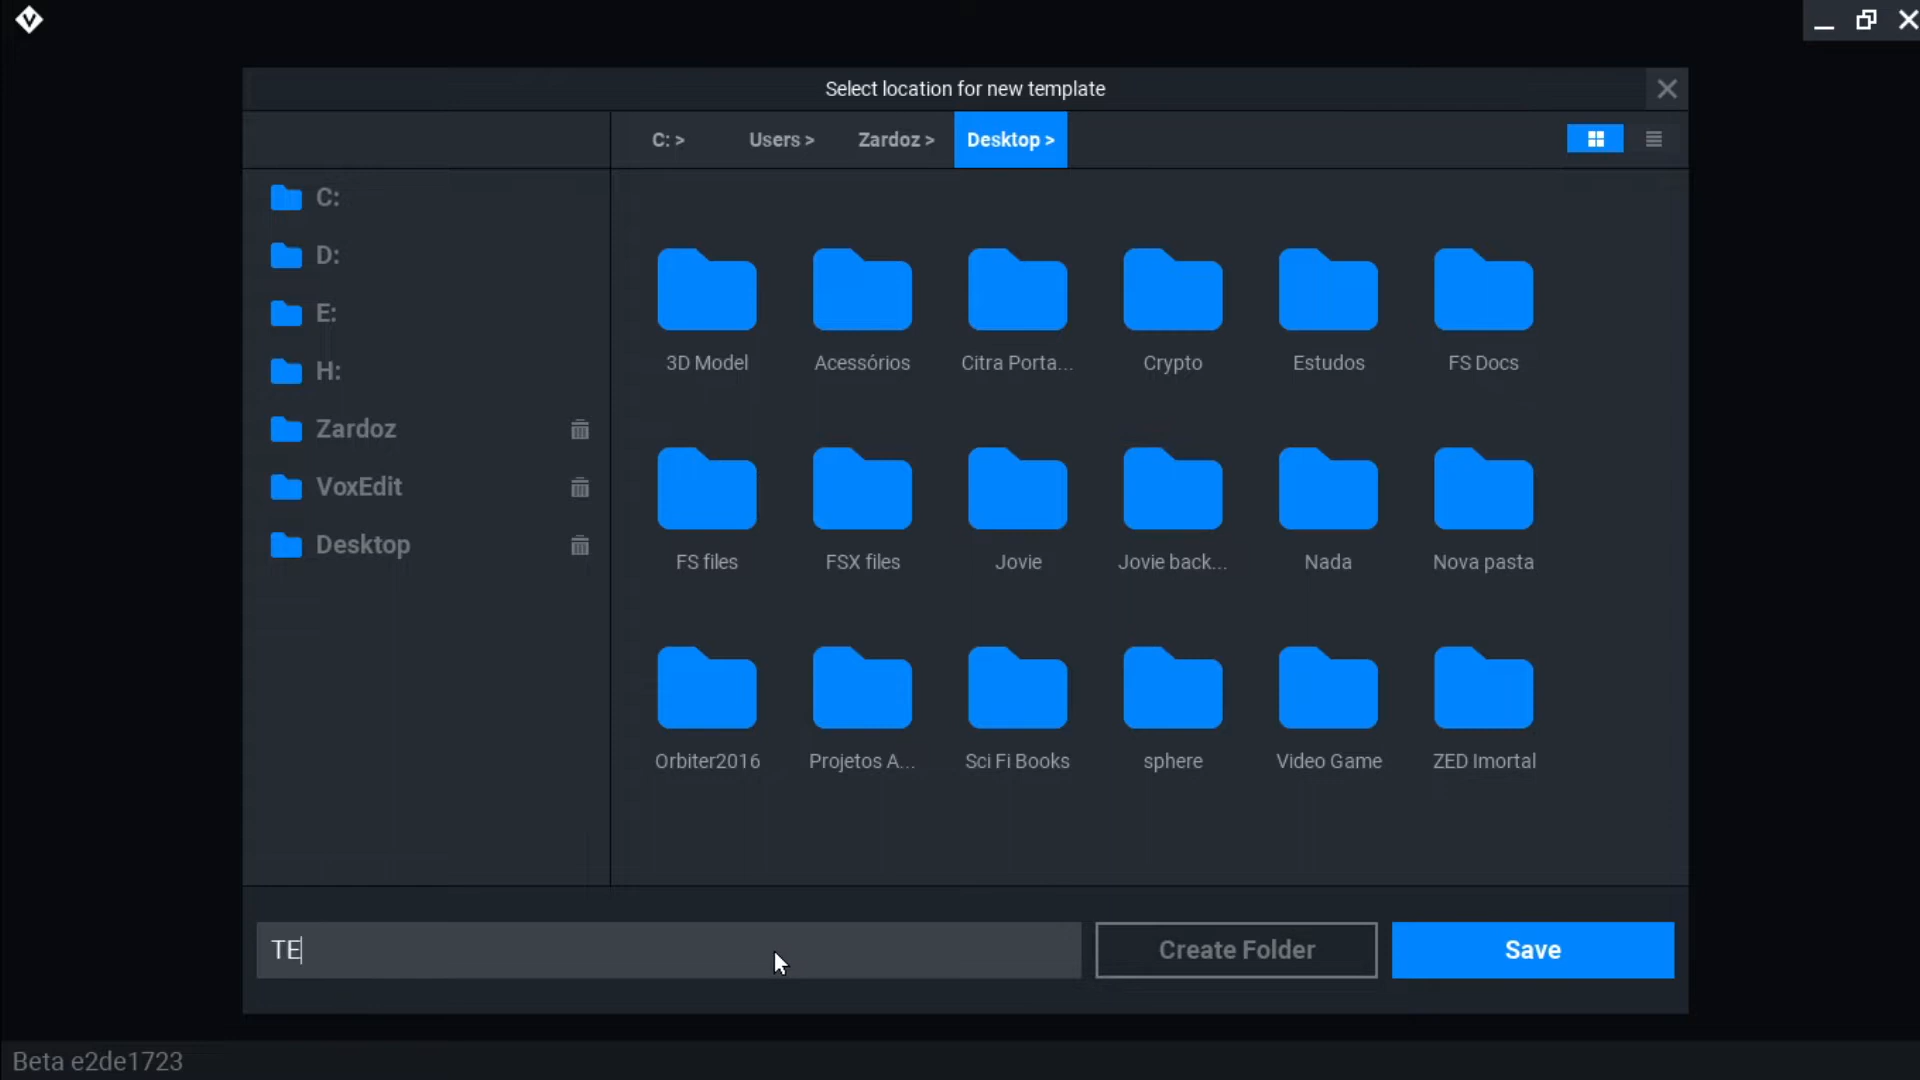 Select location for new template
C: > Users > Zardoz > Desktop >
C:
D:
E:
H:
Zardoz
VoxEdit
Desktop
3D Model Acessórios Citra Porta... Crypto Estudos FS Docs
FS files FSX files Jovie Jovie back... Nada Nova pasta
Orbiter2016 Projetos A... Sci Fi Books sphere Video Game ZED Imortal
TE Create Folder Save
Beta e2de1723